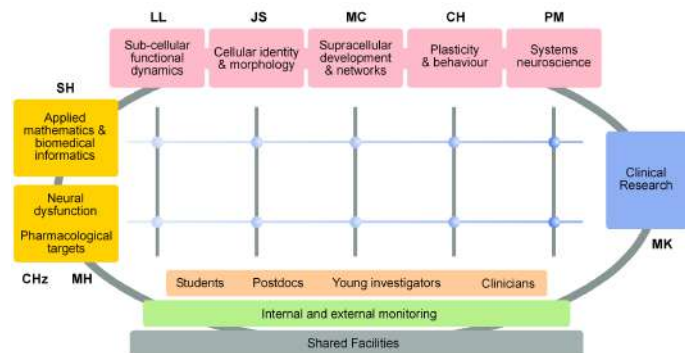 LL JS MC CH PM
Sub-cellular
functional
dynamics
Cellular identity
& morphology
Supracellular
development
& networks
Plasticity
& behaviour
Systems
neuroscience
SH
Applied
mathematics &
biomedical
informatics
Neural
dysfunction
Pharmacological
targets
CHz MH
Clinical
Research
MK
Students Postdocs Young investigators Clinicians
Internal and external monitoring
Shared Facilities